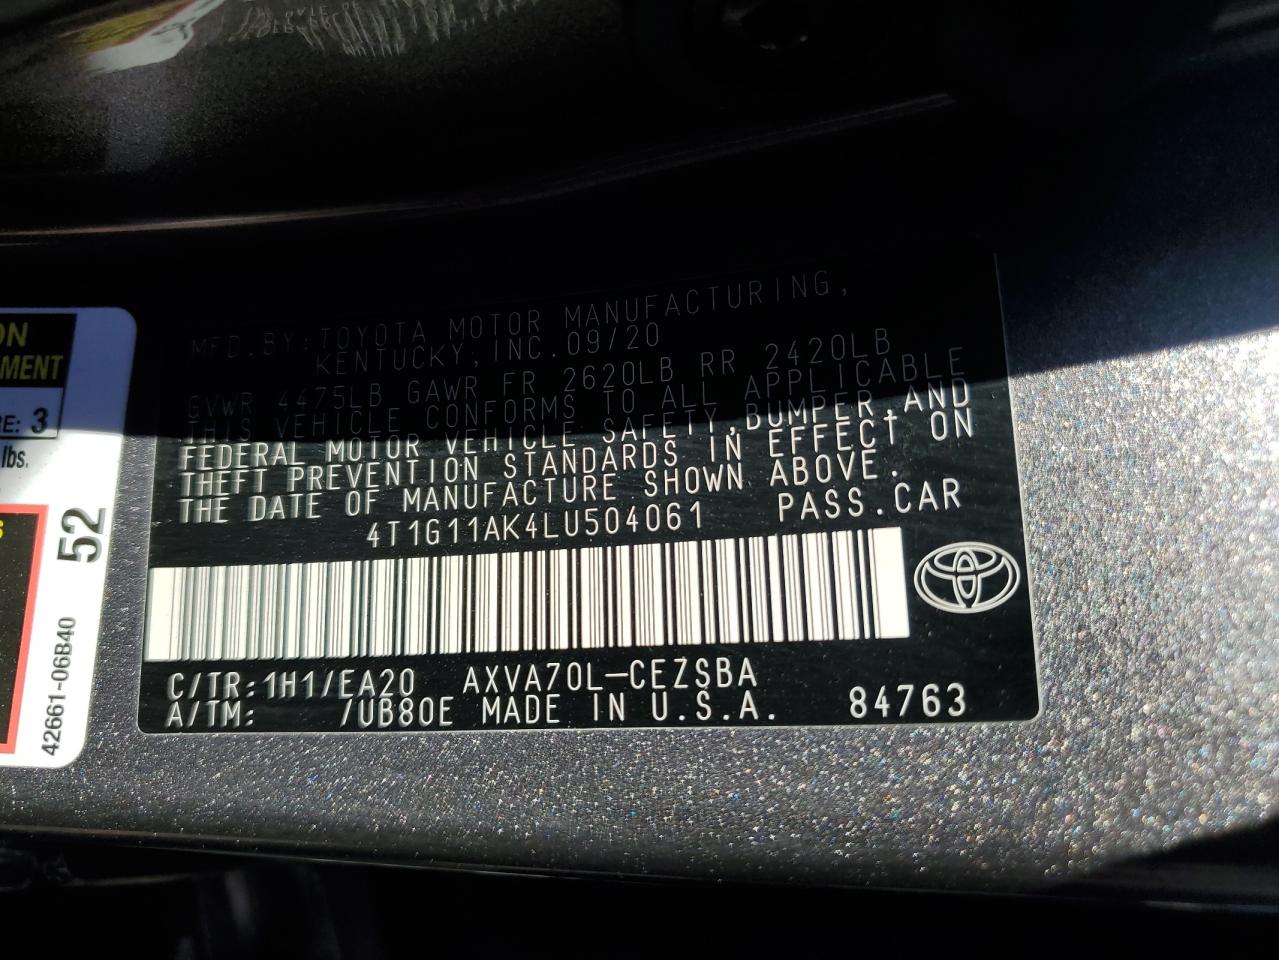 MFD.BY:TOYOTA MOTOR MANUFACTURING,
KENTUCKY,INC.09/20
GVWR 4475LB GAWR FR 2620LB RR 2420LB
THIS VEHICLE CONFORMS TO ALL APPLICABLE
FEDERAL MOTOR VEHICLE SAFETY,BUMPER,AND
THEFT PREVENTION STANDARDS IN EFFECT ON
THE DATE OF MANUFACTURE SHOWN ABOVE.
4T1G11AK4LU504061 PASS.CAR
C/TR:1H1/EA20 AXVA70L-CEZSBA
A/TM: /UB80E MADE IN U.S.A. 84763
ON
MENT
RE: 3
lbs.
s
52
42661-06B40